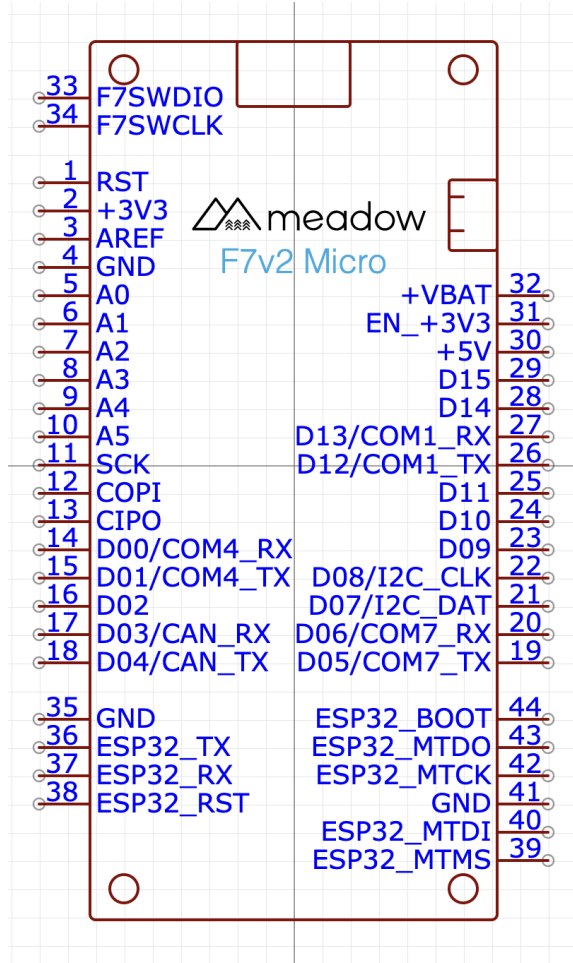 33 F7SWDIO
34 F7SWCLK
1 RST
2 +3V3
3 AREF
4 GND
5 A0
6 A1
7 A2
8 A3
9 A4
10 A5
11 SCK
12 COPI
13 CIPO
14 D00/COM4_RX
15 D01/COM4_TX
16 D02
17 D03/CAN_RX
18 D04/CAN_TX
35 GND
36 ESP32_TX
37 ESP32_RX
38 ESP32_RST
meadow
F7v2 Micro
+VBAT 32
EN_+3V3 31
+5V 30
D15 29
D14 28
D13/COM1_RX 27
D12/COM1_TX 26
D11 25
D10 24
D09 23
D08/I2C_CLK 22
D07/I2C_DAT 21
D06/COM7_RX 20
D05/COM7_TX 19
ESP32_BOOT 44
ESP32_MTDO 43
ESP32_MTCK 42
GND 41
ESP32_MTDI 40
ESP32_MTMS 39